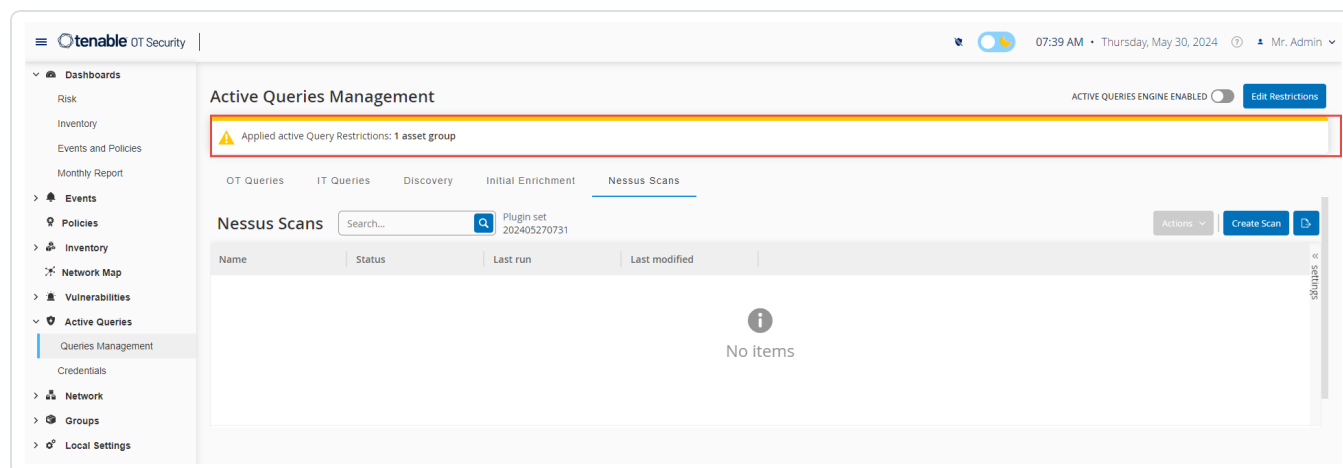 tenable OT Security
07:39 AM • Thursday, May 30, 2024 Mr. Admin
Dashboards
Risk
Inventory
Events and Policies
Monthly Report
Events
Policies
Inventory
Network Map
Vulnerabilities
Active Queries
Queries Management
Credentials
Network
Groups
Local Settings
Active Queries Management
ACTIVE QUERIES ENGINE ENABLED
Edit Restrictions
Applied active Query Restrictions: 1 asset group
OT Queries IT Queries Discovery Initial Enrichment Nessus Scans
Nessus Scans
Search...
Plugin set
202405270731
Actions
Create Scan
Name Status Last run Last modified
« settings
No items